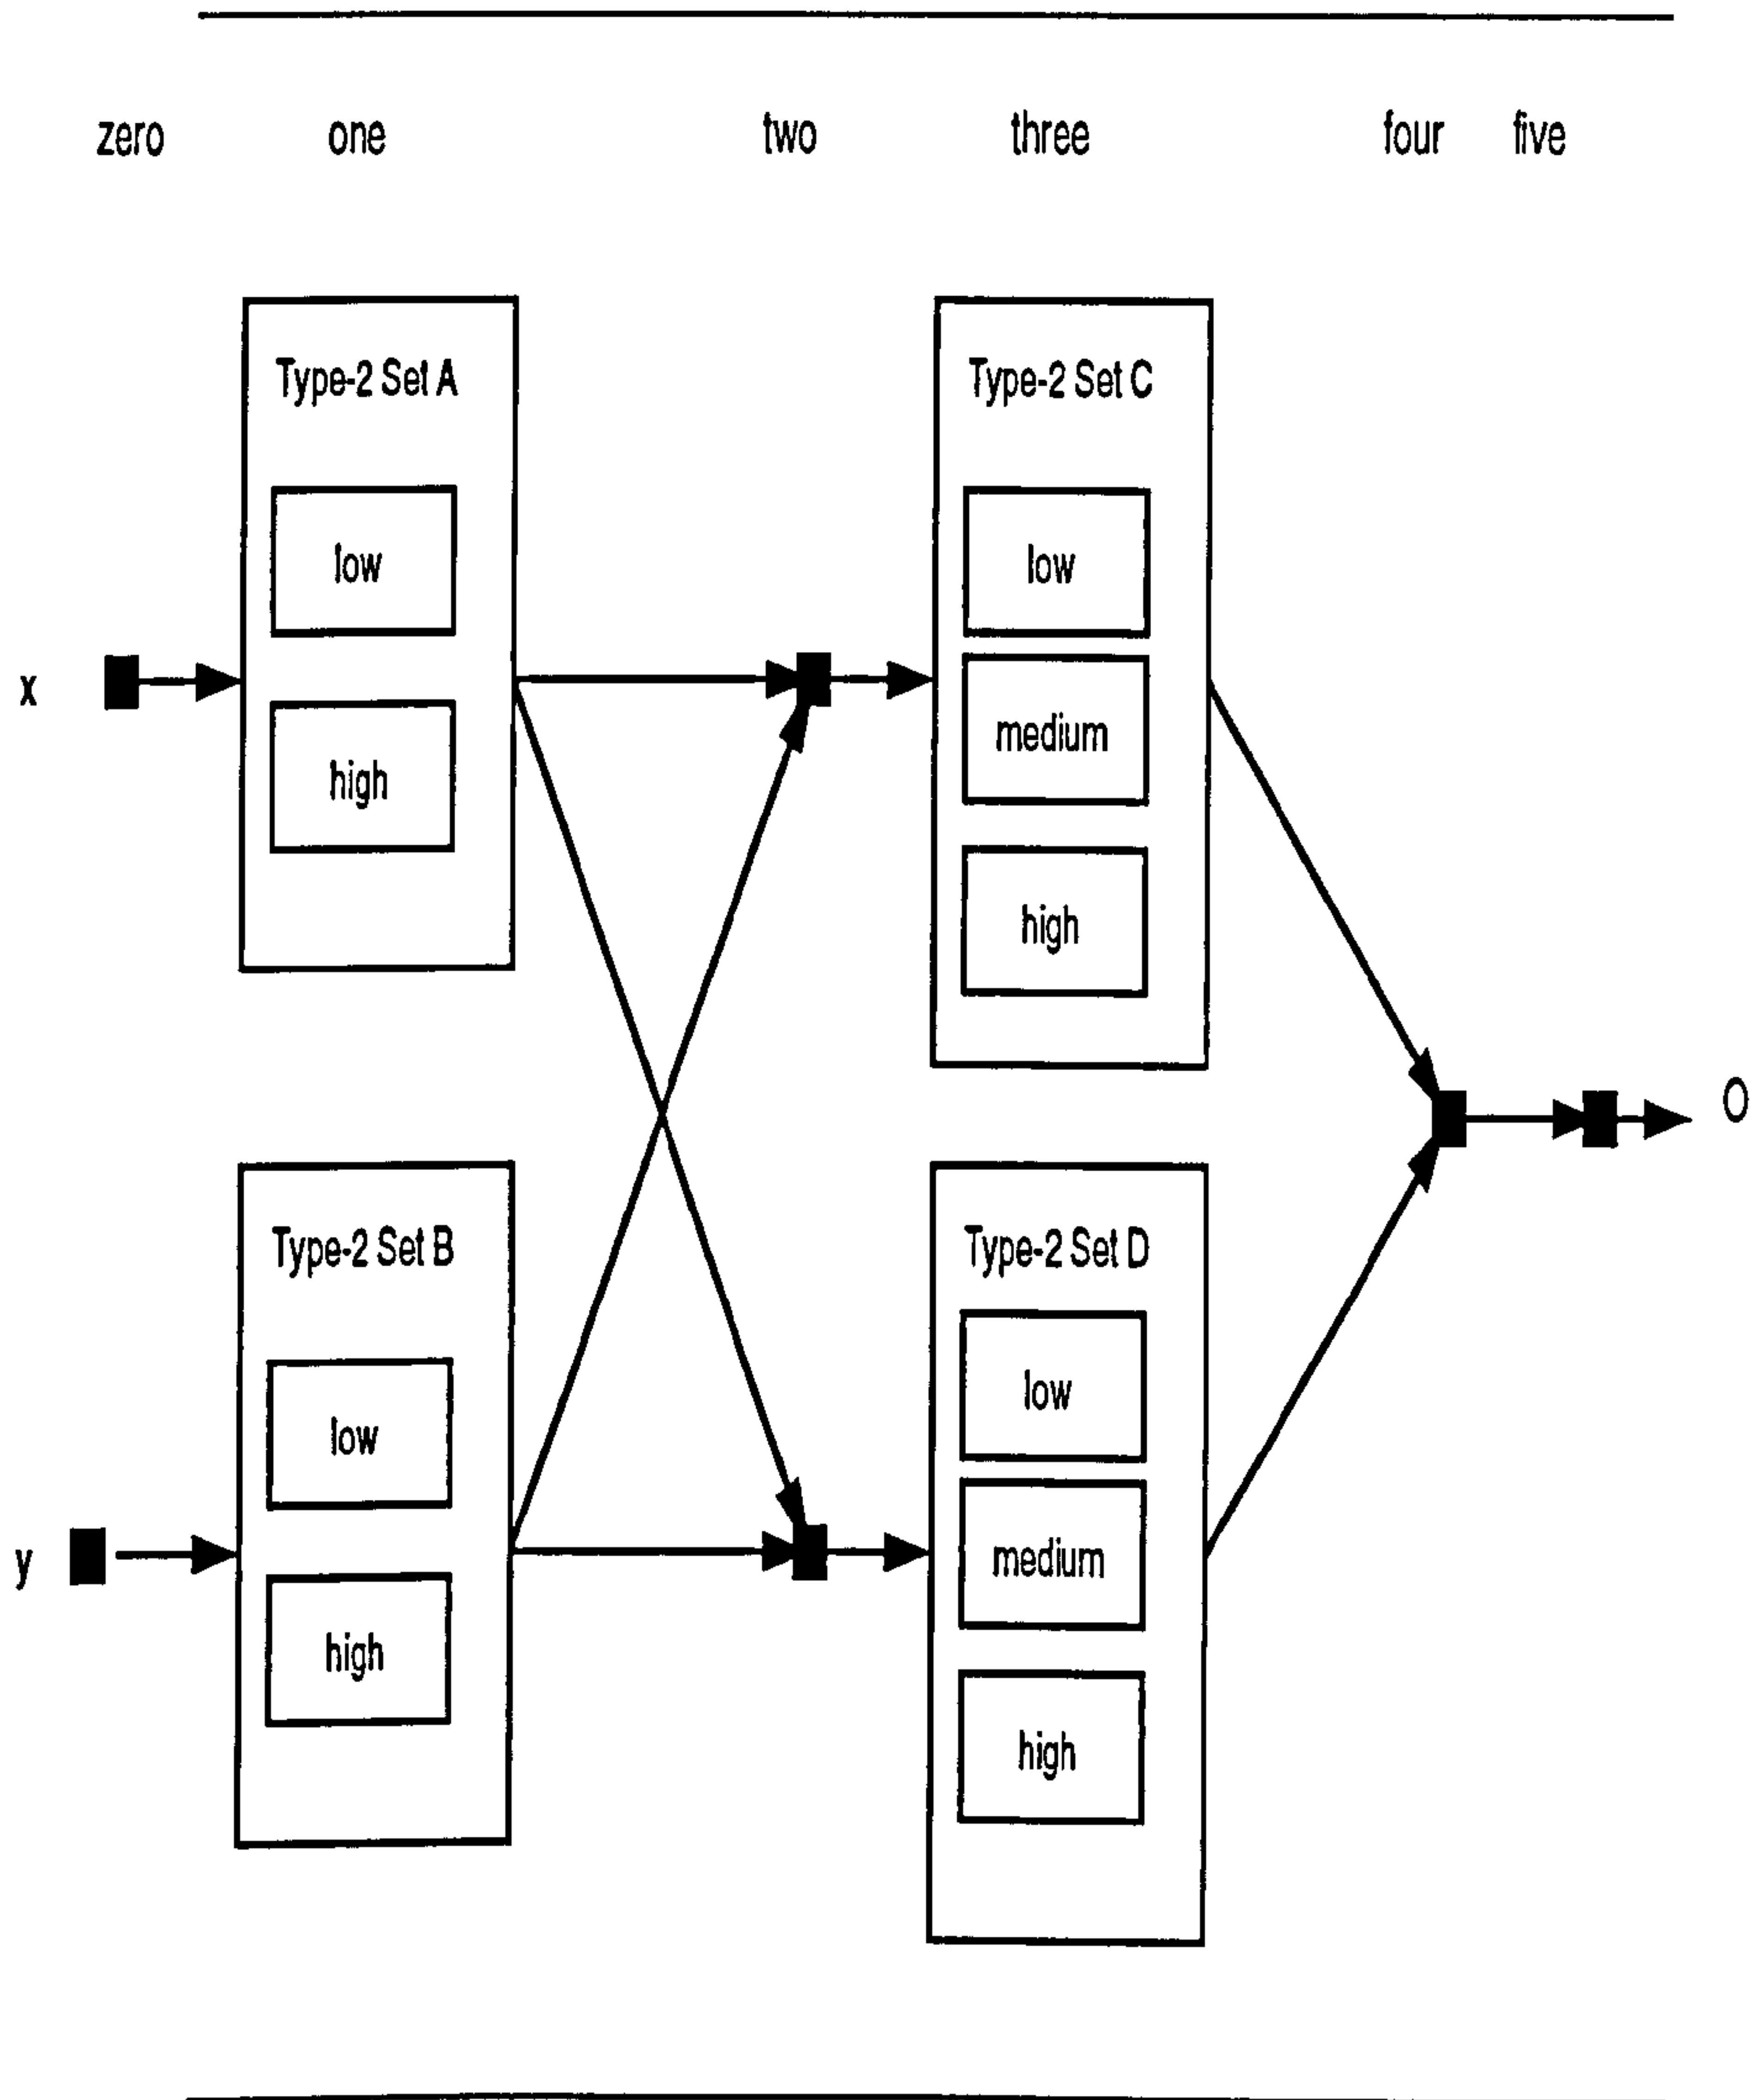 zero one two three four five
Type-2 Set A
Type-2 Set C
low
low
x
medium
high
high
O
Type-2 Set B
Type-2 Set D
low
low
y
medium
high
high